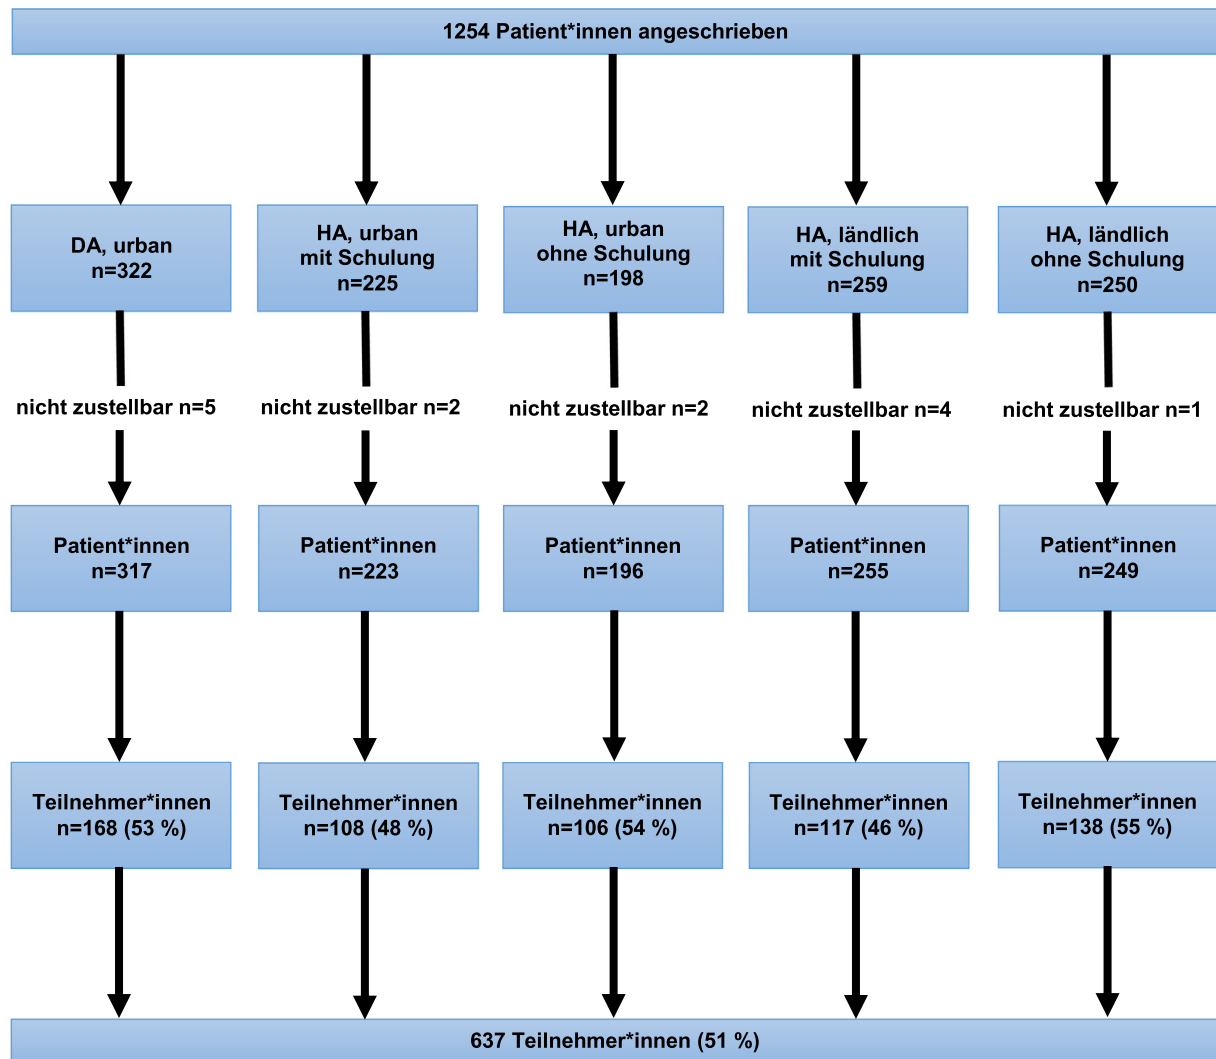 1254 Patient*innen angeschrieben
DA, urban
n=322
HA, urban
mit Schulung
n=225
HA, urban
ohne Schulung
n=198
HA, ländlich
mit Schulung
n=259
HA, ländlich
ohne Schulung
n=250
nicht zustellbar n=5
nicht zustellbar n=2
nicht zustellbar n=2
nicht zustellbar n=4
nicht zustellbar n=1
Patient*innen
n=317
Patient*innen
n=223
Patient*innen
n=196
Patient*innen
n=255
Patient*innen
n=249
Teilnehmer*innen
n=168 (53 %)
Teilnehmer*innen
n=108 (48 %)
Teilnehmer*innen
n=106 (54 %)
Teilnehmer*innen
n=117 (46 %)
Teilnehmer*innen
n=138 (55 %)
637 Teilnehmer*innen (51 %)